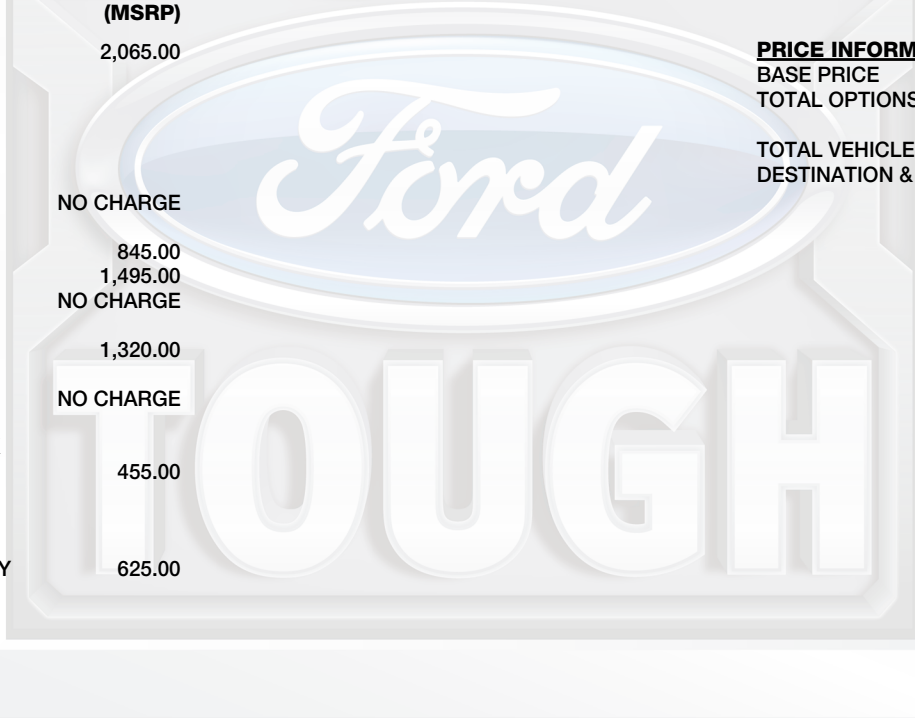 (MSRP)
2,065.00
NO CHARGE
845.00
1,495.00
NO CHARGE
1,320.00
NO CHARGE
455.00
Y 625.00
PRICE INFORM
BASE PRICE
TOTAL OPTIONS
TOTAL VEHICLE
DESTINATION &
Ford
TOUGH